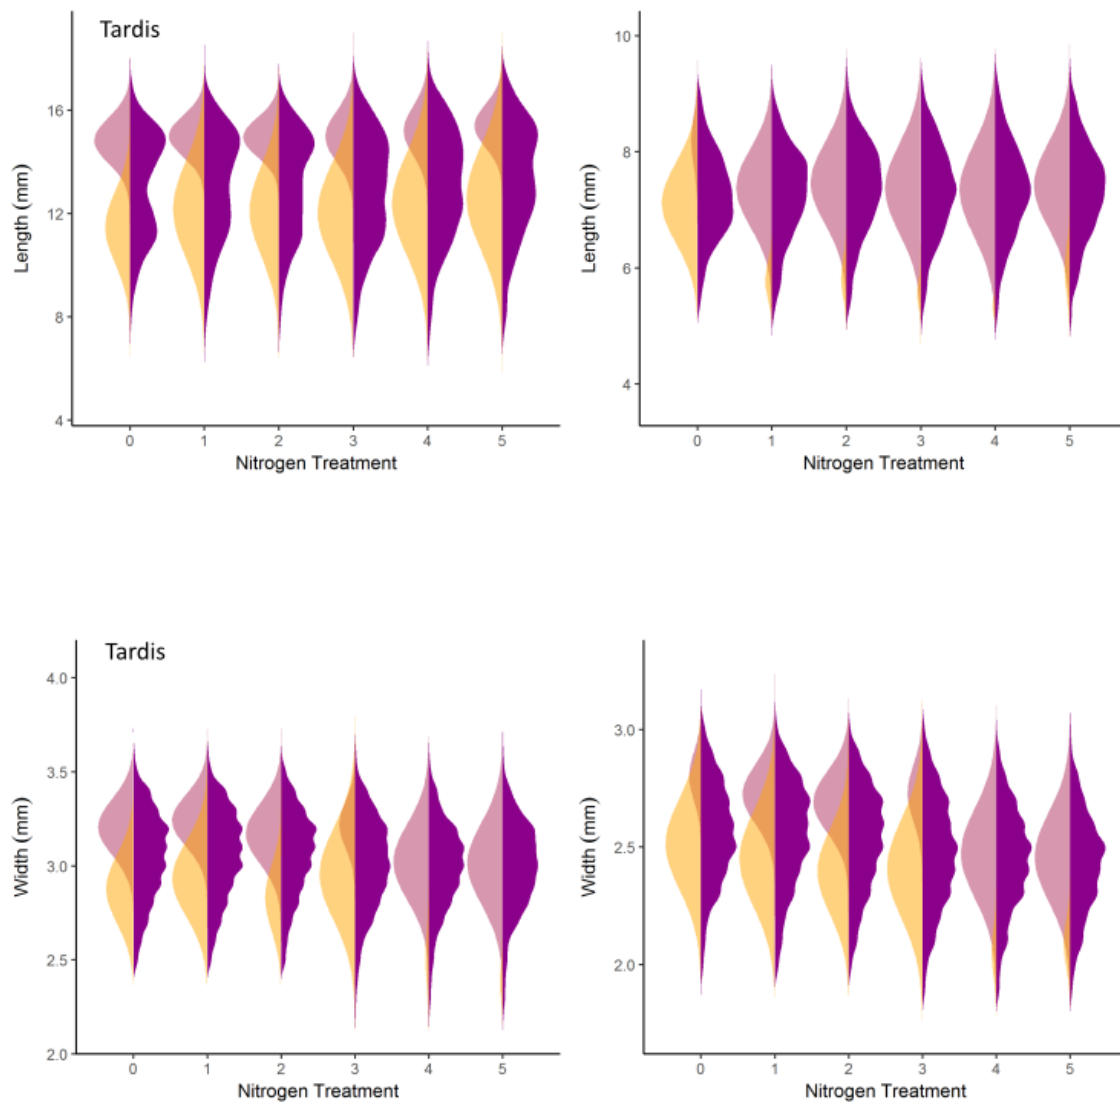 Tardis
Length (mm)
16
12
8
4
0 1 2 3 4 5
Nitrogen Treatment
Length (mm)
10
8
6
4
0 1 2 3 4 5
Nitrogen Treatment
Tardis
Width (mm)
4.0
3.5
3.0
2.5
2.0
0 1 2 3 4 5
Nitrogen Treatment
Width (mm)
3.0
2.5
2.0
0 1 2 3 4 5
Nitrogen Treatment